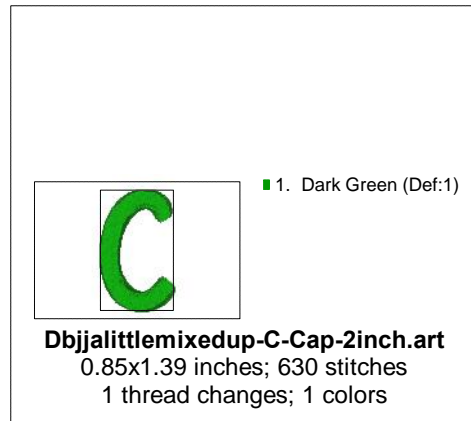 C
1. Dark Green (Def:1)
Dbjjalittlemixedup-C-Cap-2inch.art
0.85x1.39 inches; 630 stitches
1 thread changes; 1 colors